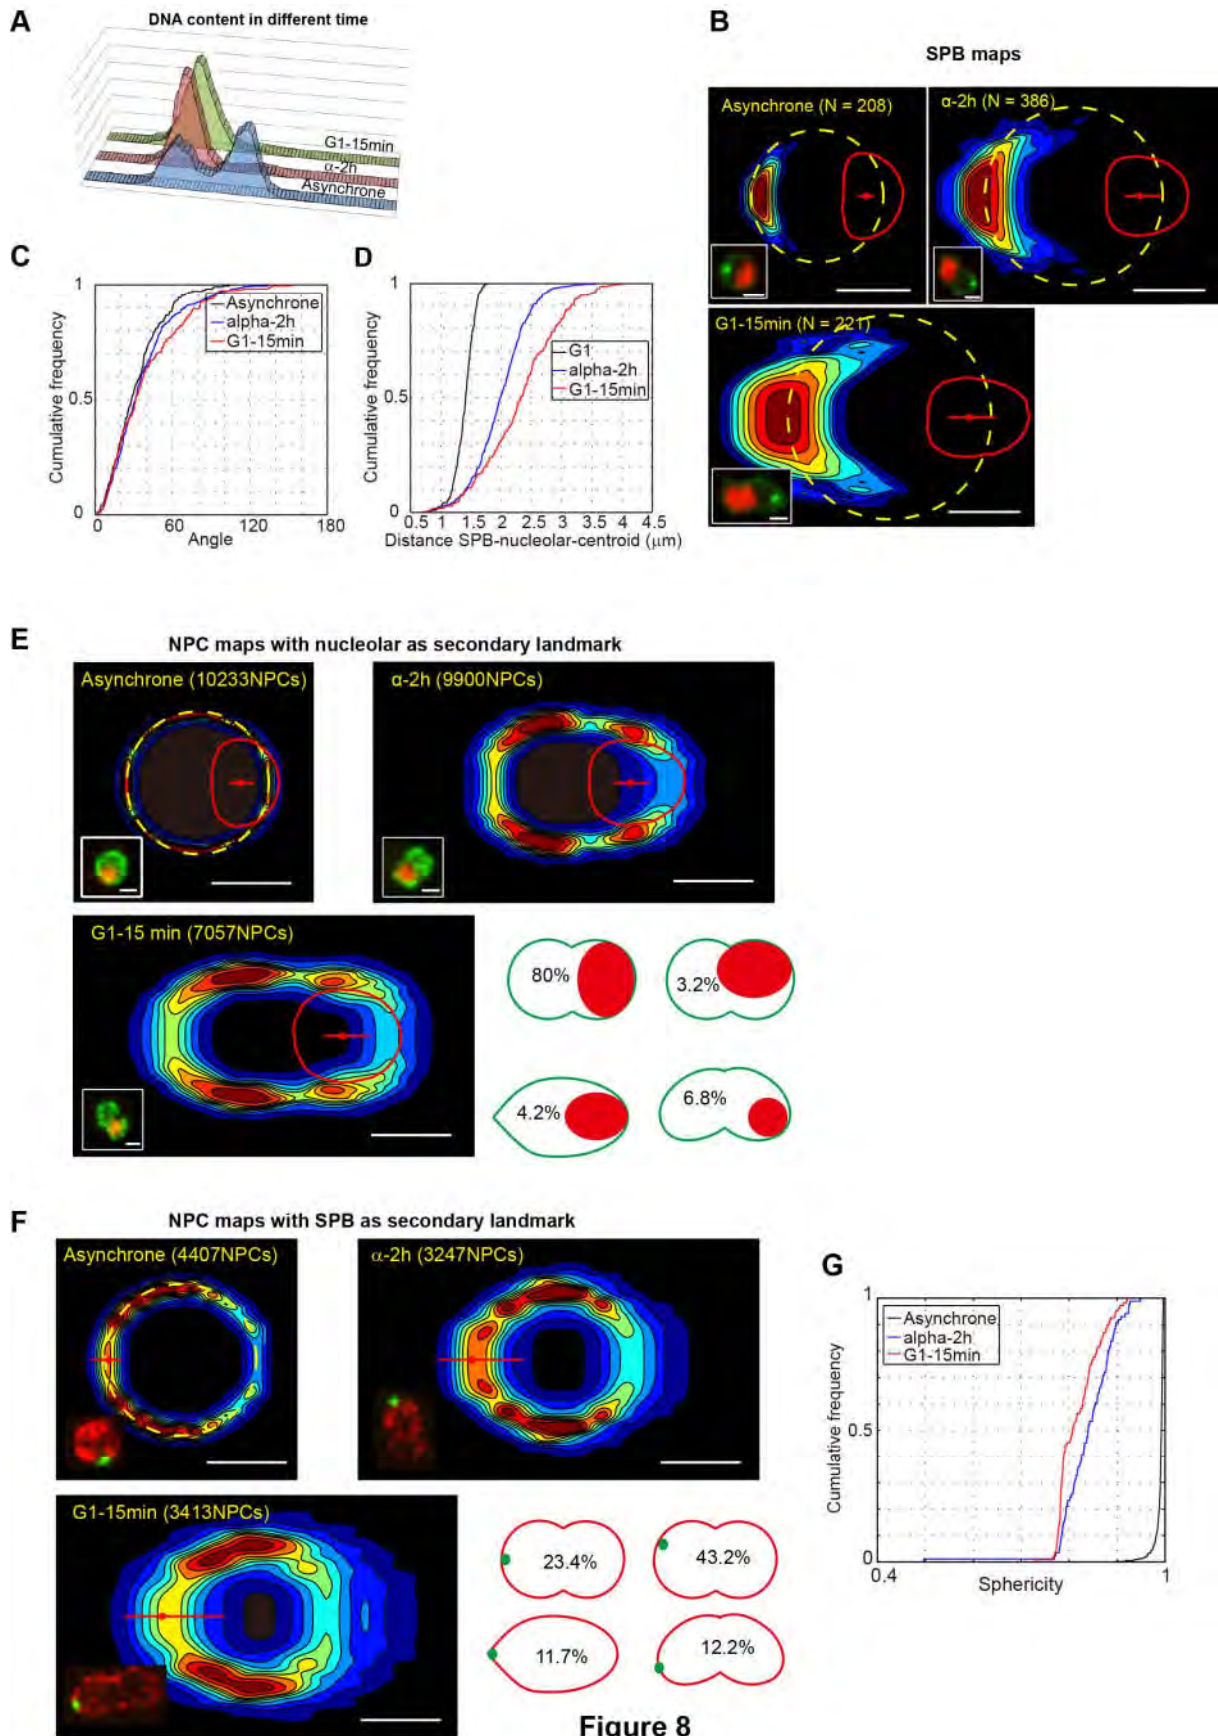 A
DNA content in different time
G1-15min
α-2h
Asynchrone
B
SPB maps
Asynchrone (N = 208)
α-2h (N = 386)
G1-15min (N = 221)
C
1
0.5
0
Cumulative frequency
Asynchrone
alpha-2h
G1-15min
0 60 120 180
Angle
D
1
0.5
0
Cumulative frequency
G1
alpha-2h
G1-15min
0.5 1 1.5 2 2.5 3 3.5 4 4.5
Distance SPB-nucleolar-centroid (μm)
E
NPC maps with nucleolar as secondary landmark
Asynchrone (10233NPCs)
α-2h (9900NPCs)
G1-15 min (7057NPCs)
80%
3.2%
4.2%
6.8%
F
NPC maps with SPB as secondary landmark
Asynchrone (4407NPCs)
α-2h (3247NPCs)
G1-15min (3413NPCs)
23.4%
43.2%
11.7%
12.2%
G
1
0.5
0
Cumulative frequency
Asynchrone
alpha-2h
G1-15min
0.4 1
Sphericity
Figure 8